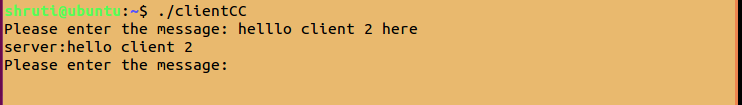 shruti@ubuntu:~$ ./clientCC
Please enter the message: helllo client 2 here
server:hello client 2
Please enter the message: